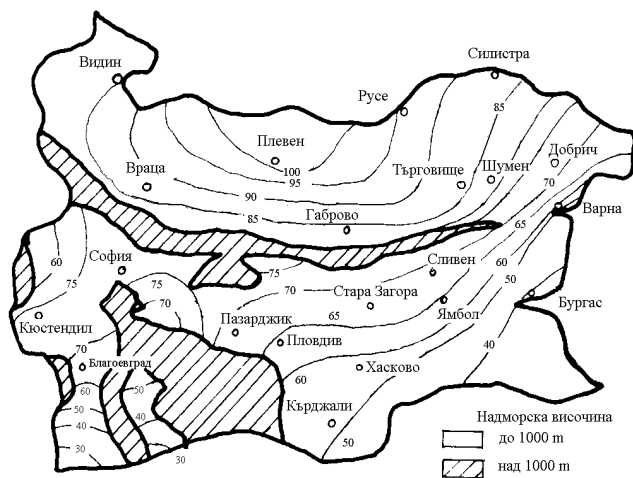 Видин
Силистра
Русе
85
Плевен
100
95
Добрич
Враца
Търговище
Шумен
70
90
85
Габрово
Варна
65
60
София
75
75
60
75
70
70
Сливен
50
Кюстендил
Пазарджик
Стара Загора
65
Ямбол
Бургас
70
Пловдив
40
Благоевград
Хасково
60
60
50
50
50
40
40
30
30
Кърджали
50
Надморска височина
до 1000 m
над 1000 m